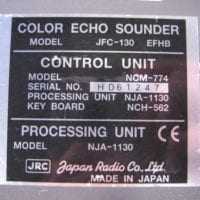 COLOR ECHO SOUNDER
MODEL JFC-130 EFHB
CONTROL UNIT
MODEL NCM-774
SERIAL NO. HD61247
PROCESSING UNIT NJA-1130
KEY BOARD NCH-562
PROCESSING UNIT CE
MODEL NJA-1130
JRC Japan Radio Co., Ltd.
MADE IN JAPAN